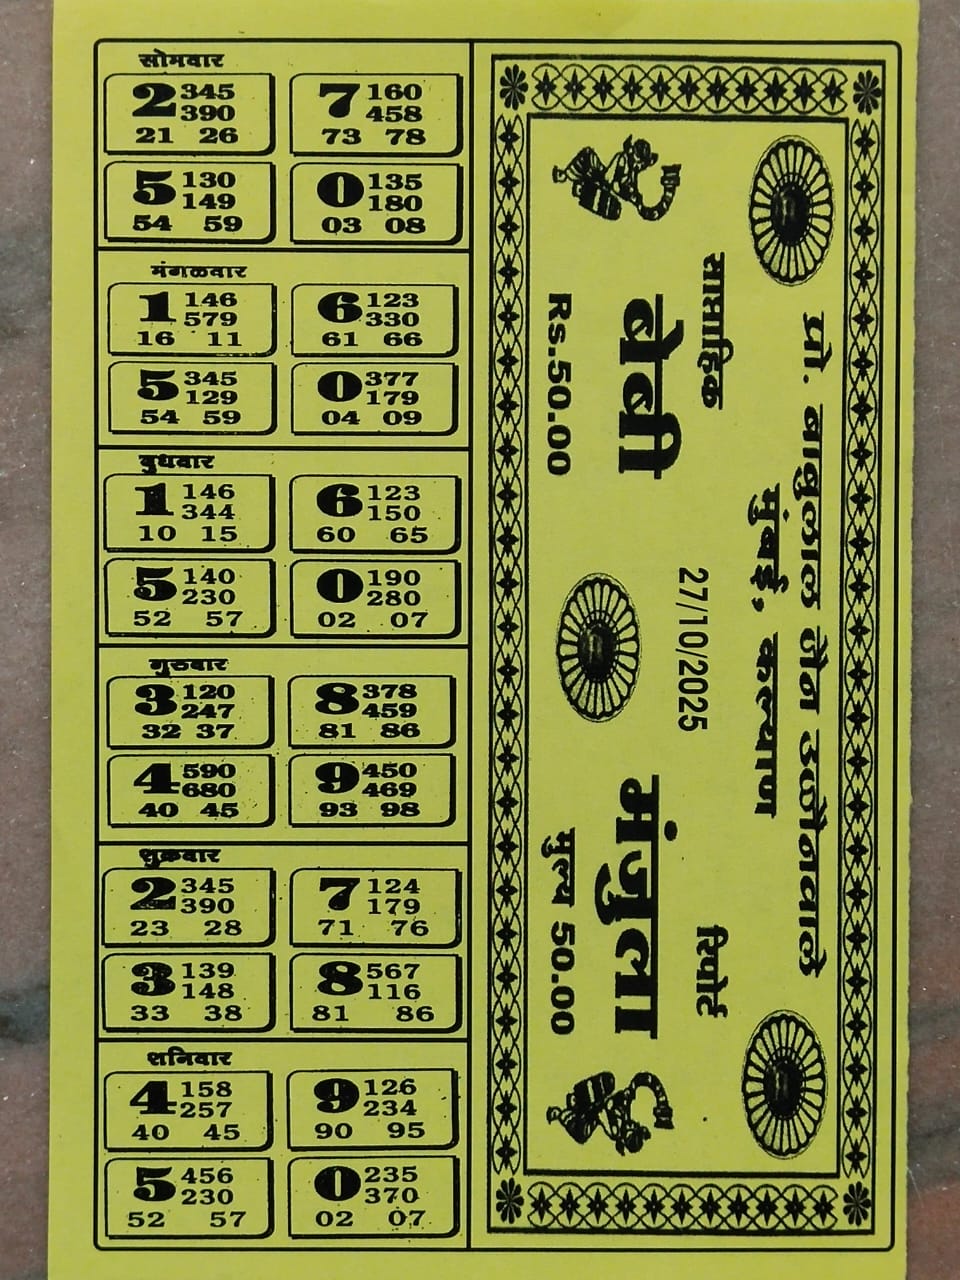 सोमवार
2 345 7 160
390 458
21 26 73 78
5 130 0 135
149 180
54 59 03 08
मंगळवार
1 146 6 123
579 330
16 11 61 66
5 345 0 377
129 179
54 59 04 09
बुधवार
1 146 6 123
344 150
10 15 60 65
5 140 0 190
230 280
52 57 02 07
गुरुवार
3 120 8 378
247 459
32 37 81 86
4 590 9 450
680 469
40 45 93 98
शुक्रवार
2 345 7 124
390 179
23 28 71 76
3 139 8 567
148 116
33 38 81 86
शनिवार
4 158 9 126
257 234
40 45 90 95
5 456 0 235
230 370
52 57 02 07
प्रो. बाबुलाल जैन उज्जैनवाले
मुंबई, कल्याण
साप्ताहिक 27/10/2025 रिपोर्ट
बेबी मंजुला
Rs.50.00 मुल्य 50.00